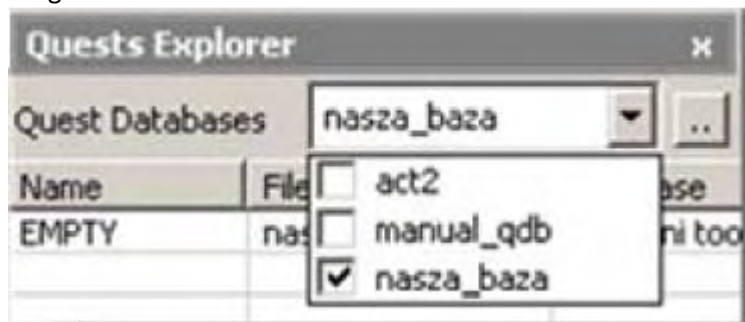 Quests Explorer x
Quest Databases nasza_baza ..
Name File act2 ase
EMPTY nas manual_qdb ni too
nasza_baza